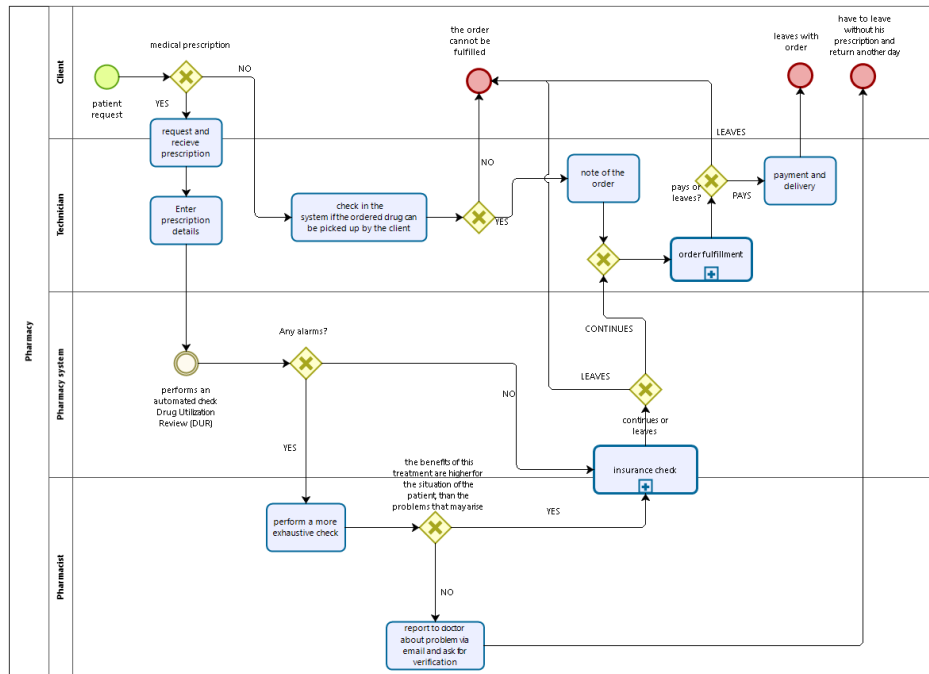 Pharmacy
Client
medical prescription
NO
YES
patient
request
the order
cannot be
fulfilled
leaves with
order
have to leave
without his
prescription and
return another day
request and
recieve
prescription
Technician
Enter
prescription
details
check in the
system if the ordered drug can
be picked up by the client
NO
YES
note of the
order
LEAVES
pays or
leaves?
PAYS
payment and
delivery
order fulfillment
Pharmacy system
performs an
automated check
Drug Utilization
Review (DUR)
Any alarms?
NO
YES
CONTINUES
LEAVES
continues or
leaves
insurance check
Pharmacist
perform a more
exhaustive check
the benefits of this
treatment are higher for
the situation of the
patient, than the
problems that may arise
YES
NO
report to doctor
about problem via
email and ask for
verification